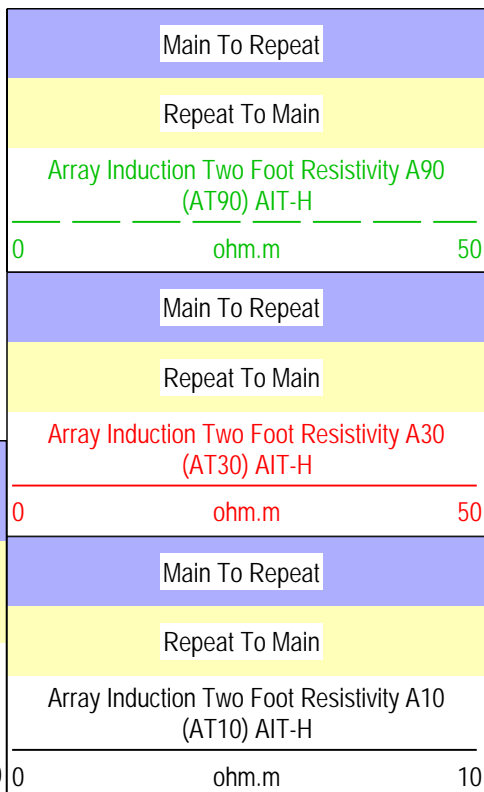 Main To Repeat
Repeat To Main
Array Induction Two Foot Resistivity A90
(AT90) AIT-H
0 ohm.m 50
Main To Repeat
Repeat To Main
Array Induction Two Foot Resistivity A30
(AT30) AIT-H
0 ohm.m 50
Main To Repeat
Repeat To Main
Array Induction Two Foot Resistivity A10
(AT10) AIT-H
0 ohm.m 10